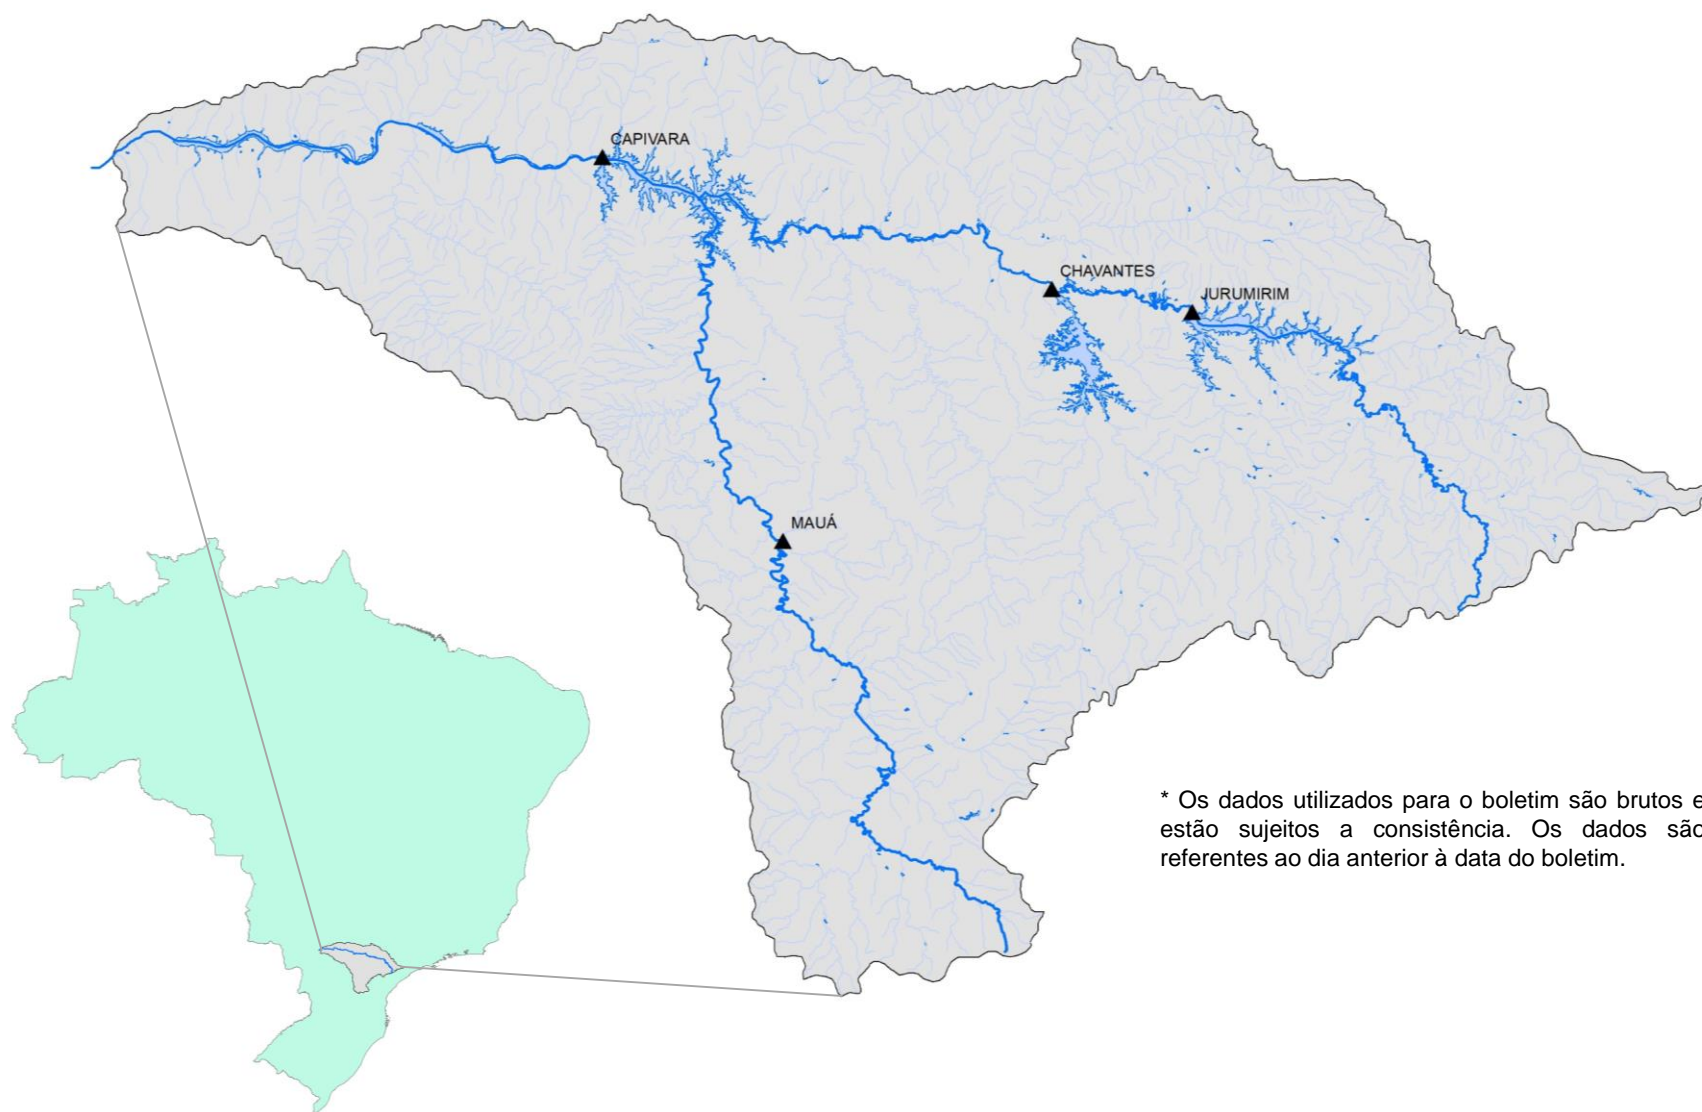 CAPIVARA
CHAVANTES
JURUMIRIM
MAUÁ
* Os dados utilizados para o boletim são brutos e
estão sujeitos a consistência. Os dados são
referentes ao dia anterior à data do boletim.